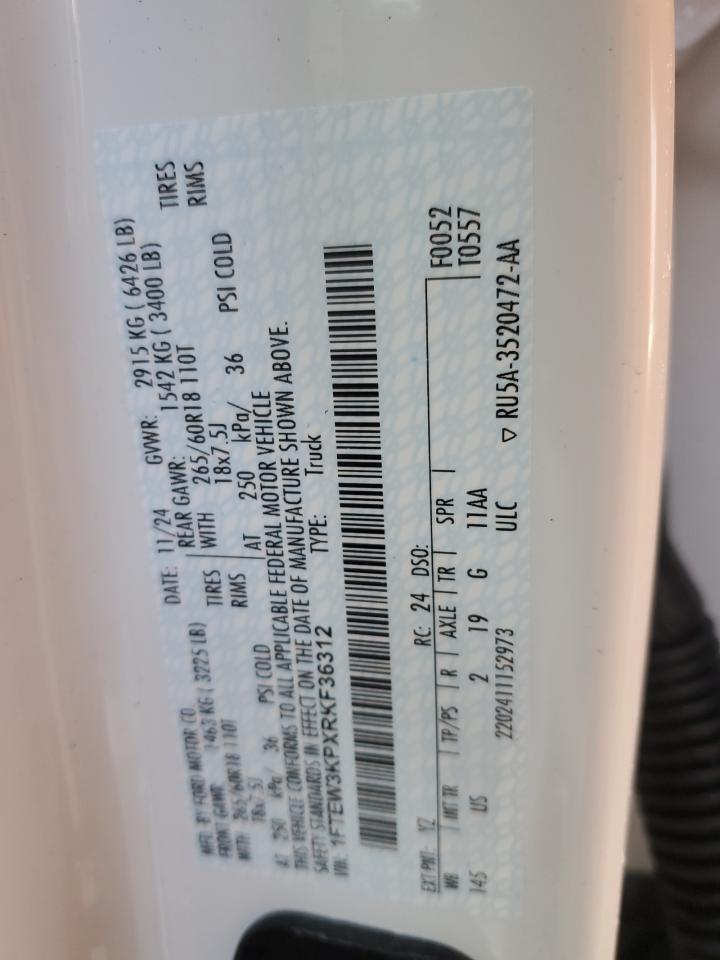 MFD. BY FORD MOTOR CO. DATE: 11/24 GVWR: 2915 KG ( 6426 LB)
FRONT GAWR: 1463 KG ( 3225 LB) REAR GAWR: 1542 KG ( 3400 LB)
WITH 265/60R18 110T TIRES WITH 265/60R18 110T TIRES
18x7.5J RIMS 18x7.5J RIMS
AT 250 kPa/ 36 PSI COLD AT 250 kPa/ 36 PSI COLD
THIS VEHICLE CONFORMS TO ALL APPLICABLE FEDERAL MOTOR VEHICLE
SAFETY STANDARDS IN EFFECT ON THE DATE OF MANUFACTURE SHOWN ABOVE.
VIN: 1FTEW3KPXRKF36312 TYPE: Truck
EXT PNT: YZ RC: 24 DSO: F0052
WB INT TR TP/PS R AXLE TR SPR T0557
145 US 2 19 G 11AA
2202411152973 ULC ▽ RU5A-3520472-AA